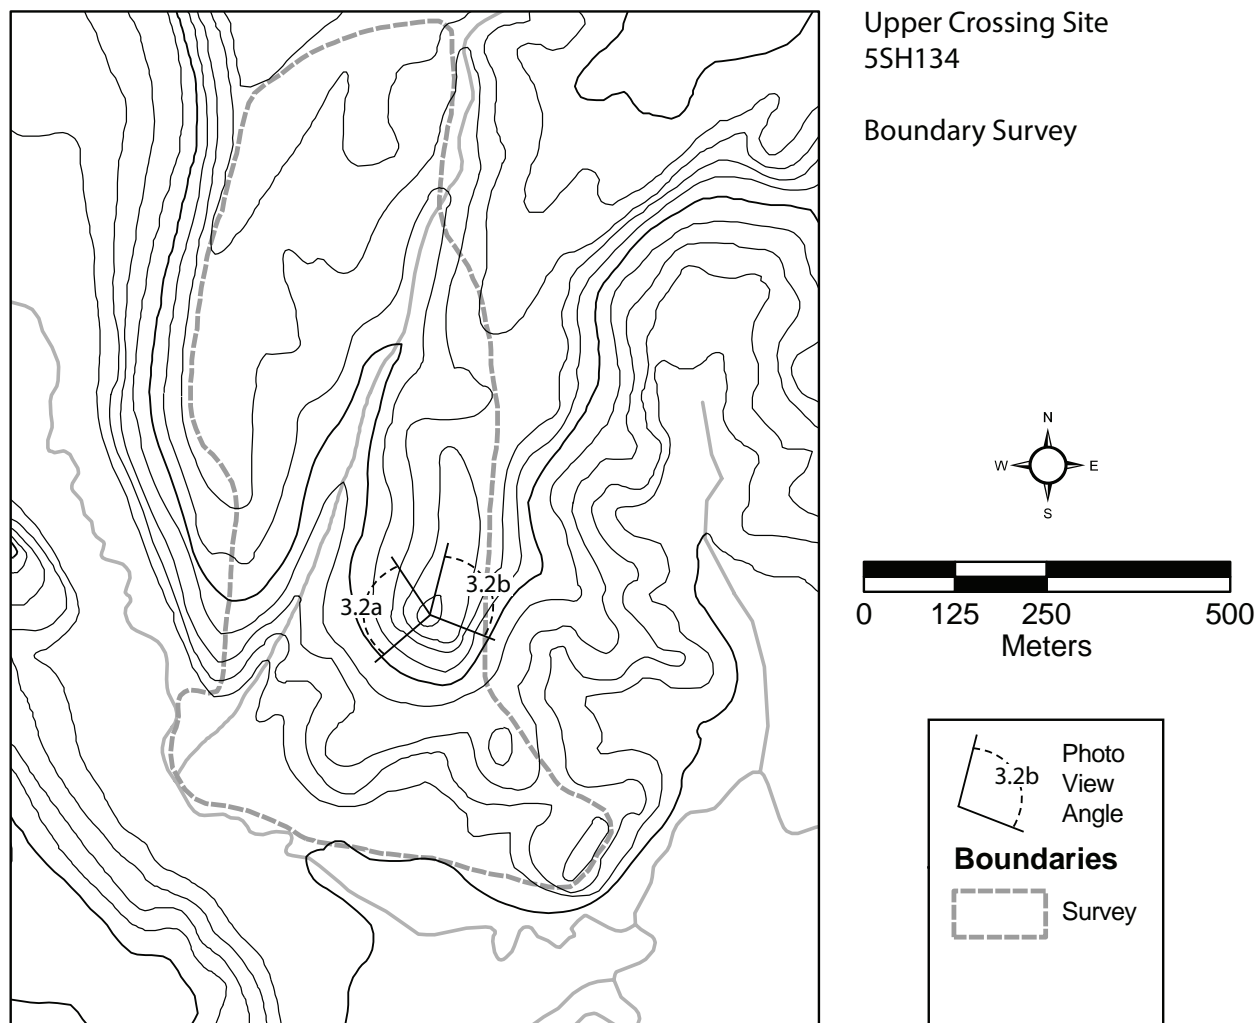 Upper Crossing Site
5SH134
Boundary Survey
3.2a
3.2b
N
W E
S
0 125 250 500
Meters
3.2b
Photo
View
Angle
Boundaries
Survey